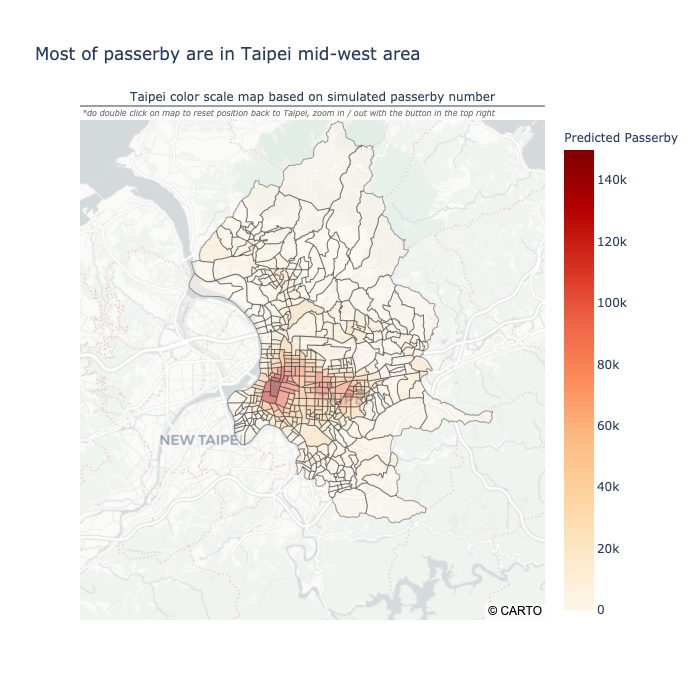 Most of passerby are in Taipei mid-west area
Taipei color scale map based on simulated passerby number
*do double click on map to reset position back to Taipei, zoom in / out with the button in the top right
Predicted Passerby
140k
120k
100k
80k
60k
40k
20k
0
NEW TAIPEI
© CARTO